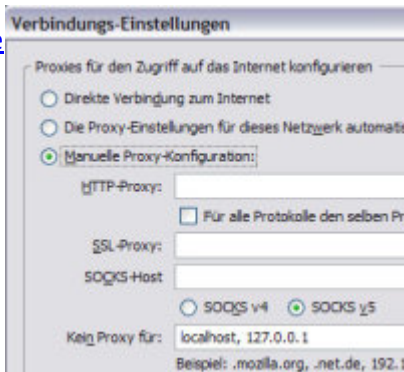 Verbindungs-Einstellungen
e
Proxies für den Zugriff auf das Internet konfigurieren
Direkte Verbindung zum Internet
Die Proxy-Einstellungen für dieses Netzwerk automatis
Manuelle Proxy-Konfiguration:
HTTP-Proxy:
Für alle Protokolle den selben Pr
SSL-Proxy:
SOCKS-Host
SOCKS v4 SOCKS v5
Kein Proxy für: localhost, 127.0.0.1
Beispiel: .mozilla.org, .net.de, 192.1